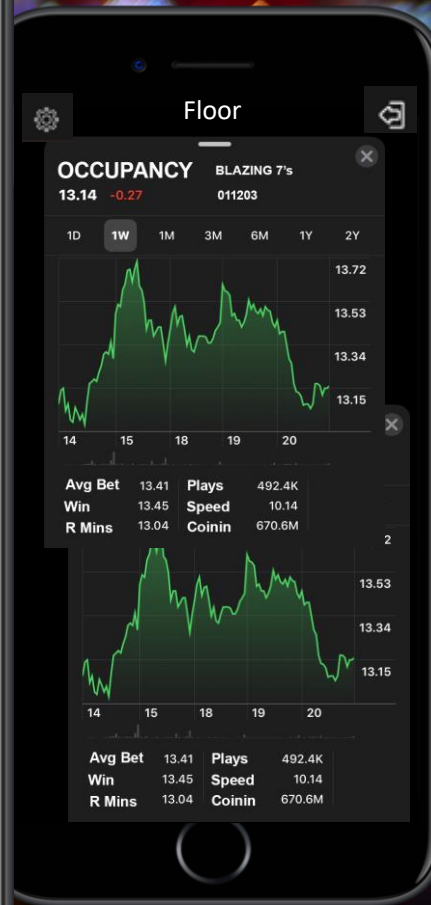 Floor
OCCUPANCY BLAZING 7's
13.14 -0.27 011203
1D 1W 1M 3M 6M 1Y 2Y
13.72
13.53
13.34
13.15
14 15 18 19 20
Avg Bet 13.41 Plays 492.4K
Win 13.45 Speed 10.14
R Mins 13.04 Coinin 670.6M
2
13.53
13.34
13.15
14 15 18 19 20
Avg Bet 13.41 Plays 492.4K
Win 13.45 Speed 10.14
R Mins 13.04 Coinin 670.6M